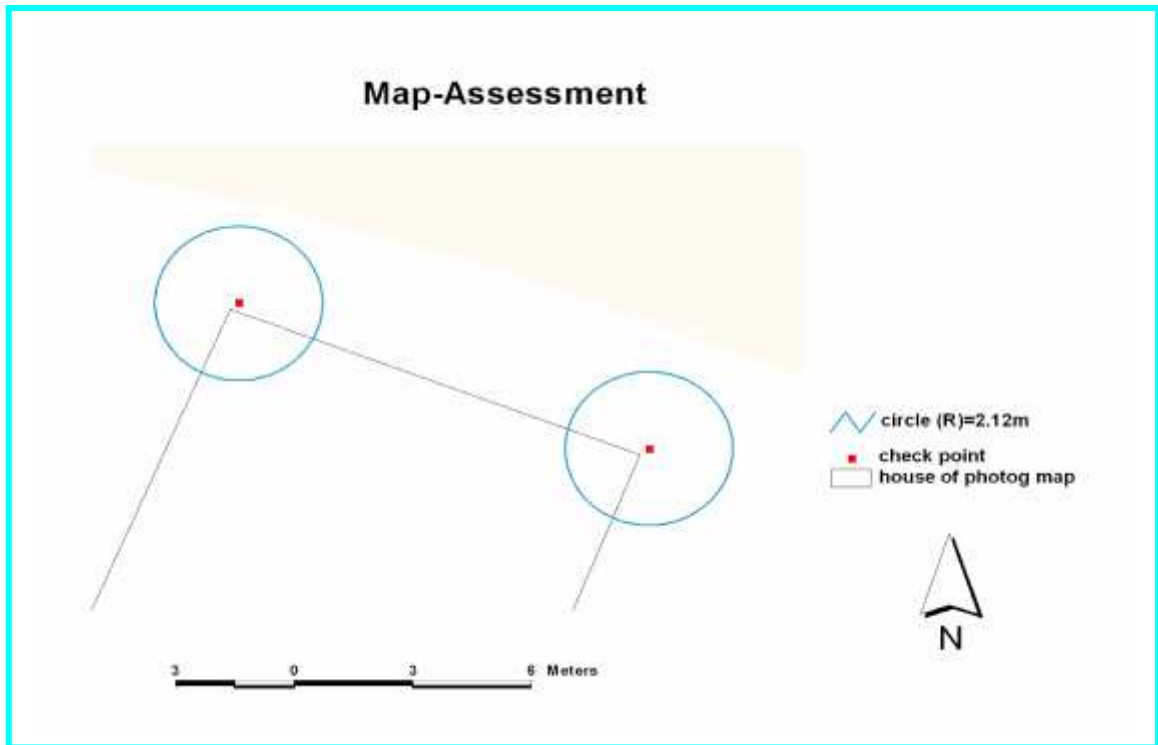 Map-Assessment
circle (R)=2.12m
check point
house of photog map
N
3 0 3 6 Meters